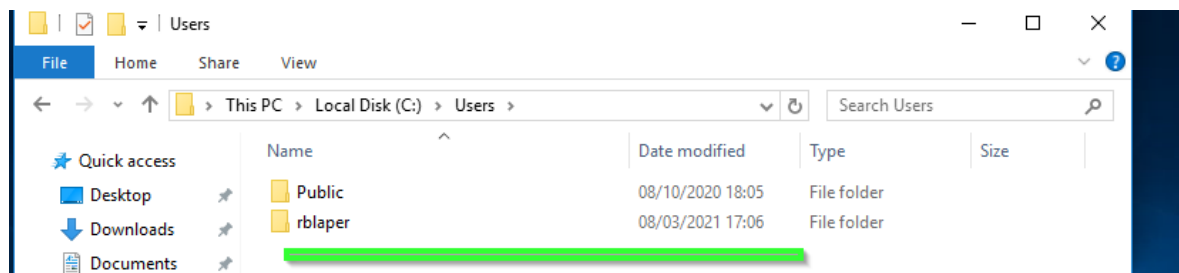 Users
File Home Share View
This PC > Local Disk (C:) > Users > Search Users
Name Date modified Type Size
Quick access
Public 08/10/2020 18:05 File folder
Desktop
rblaper 08/03/2021 17:06 File folder
Downloads
Documents